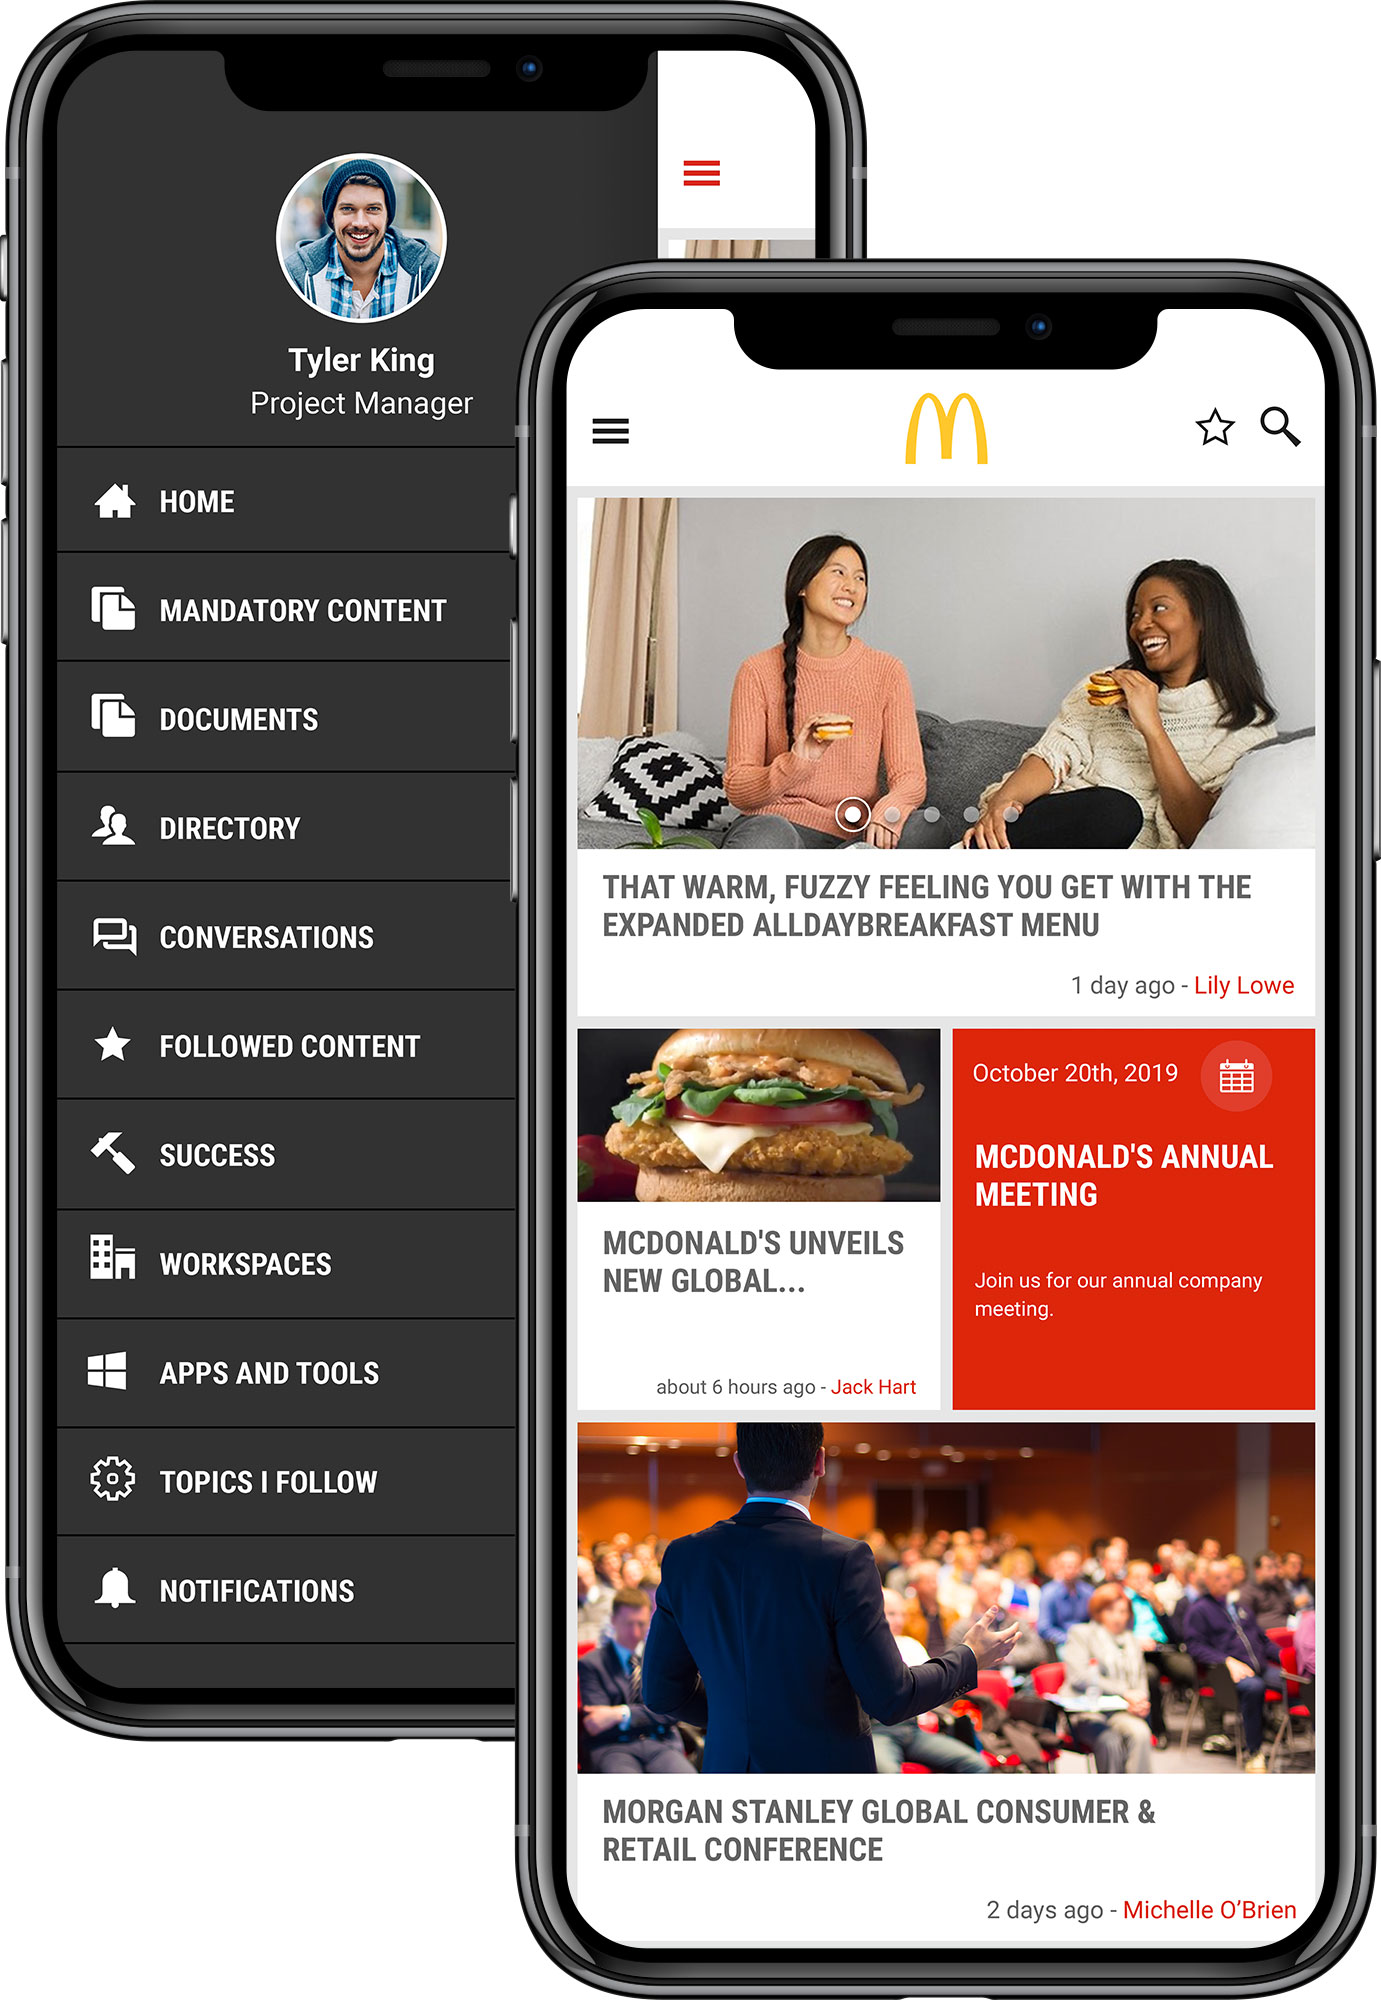 Tyler King
Project Manager
HOME
MANDATORY CONTENT
DOCUMENTS
DIRECTORY
CONVERSATIONS
FOLLOWED CONTENT
SUCCESS
WORKSPACES
APPS AND TOOLS
TOPICS I FOLLOW
NOTIFICATIONS
THAT WARM, FUZZY FEELING YOU GET WITH THE
EXPANDED ALLDAYBREAKFAST MENU
1 day ago - Lily Lowe
MCDONALD'S UNVEILS
NEW GLOBAL...
about 6 hours ago - Jack Hart
October 20th, 2019
MCDONALD'S ANNUAL
MEETING
Join us for our annual company
meeting.
MORGAN STANLEY GLOBAL CONSUMER &
RETAIL CONFERENCE
2 days ago - Michelle O’Brien